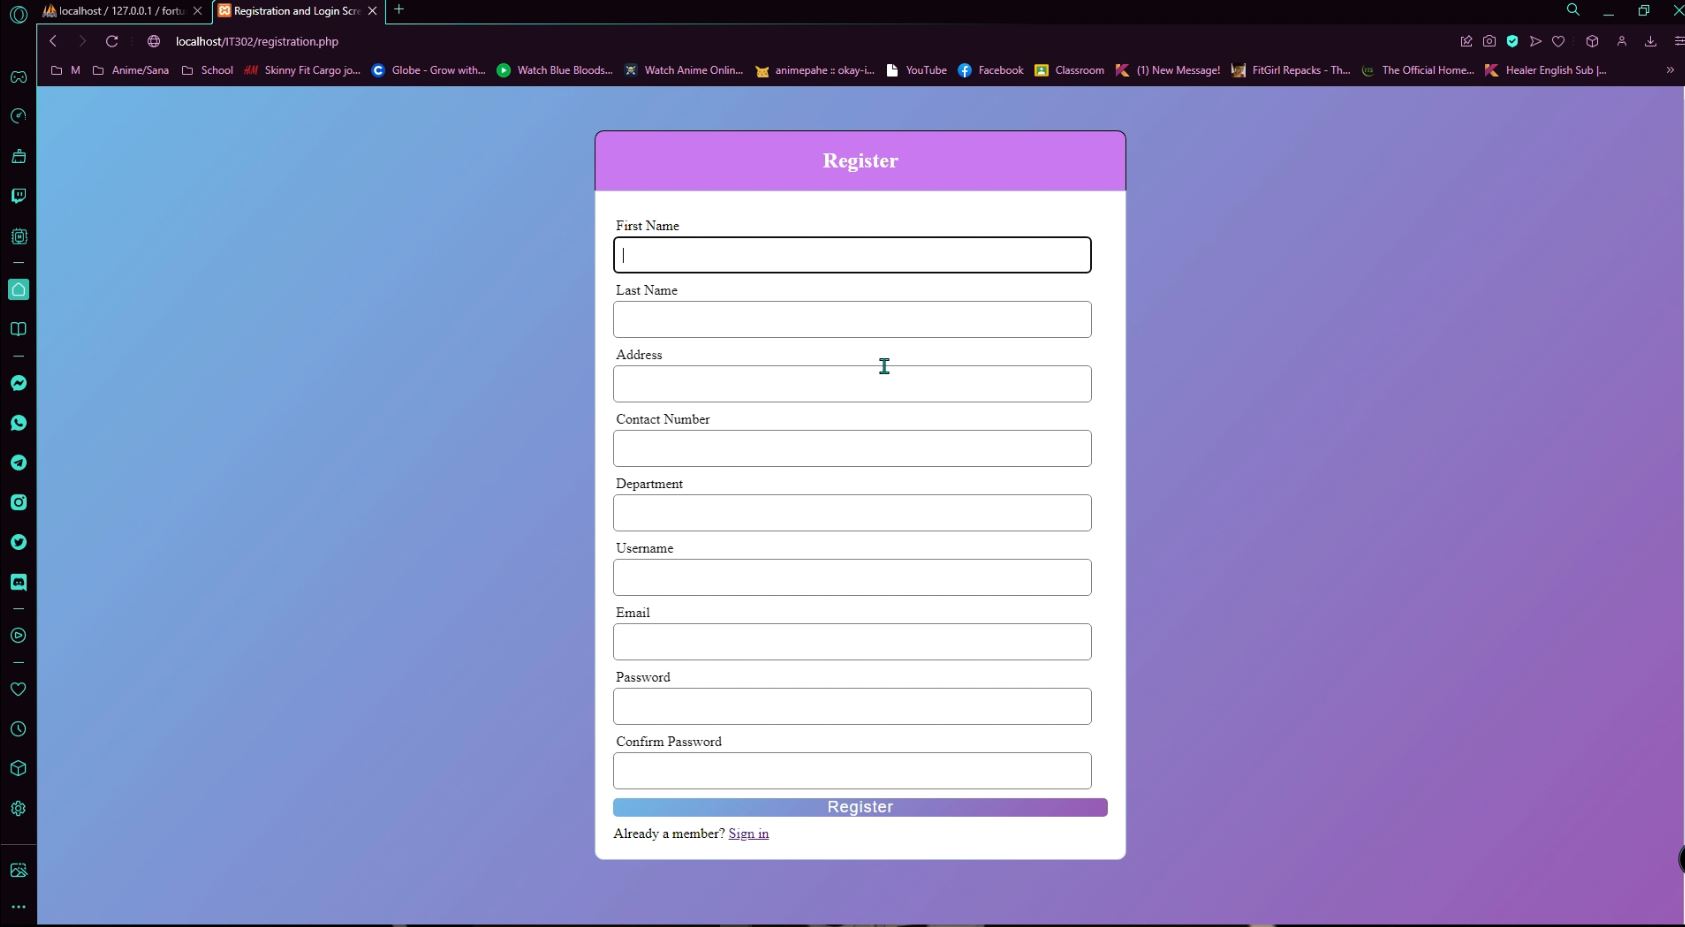 localhost / 127.0.0.1 / fortu
Registration and Login Scre
localhost/IT302/registration.php
M
Anime/Sana
School
Skinny Fit Cargo jo...
Globe - Grow with...
Watch Blue Bloods...
Watch Anime Onlin...
animepahe :: okay-i...
YouTube
Facebook
Classroom
(1) New Message!
FitGirl Repacks - Th...
The Official Home...
Healer English Sub |...
Register
First Name
Last Name
Address
Contact Number
Department
Username
Email
Password
Confirm Password
Register
Already a member? Sign in